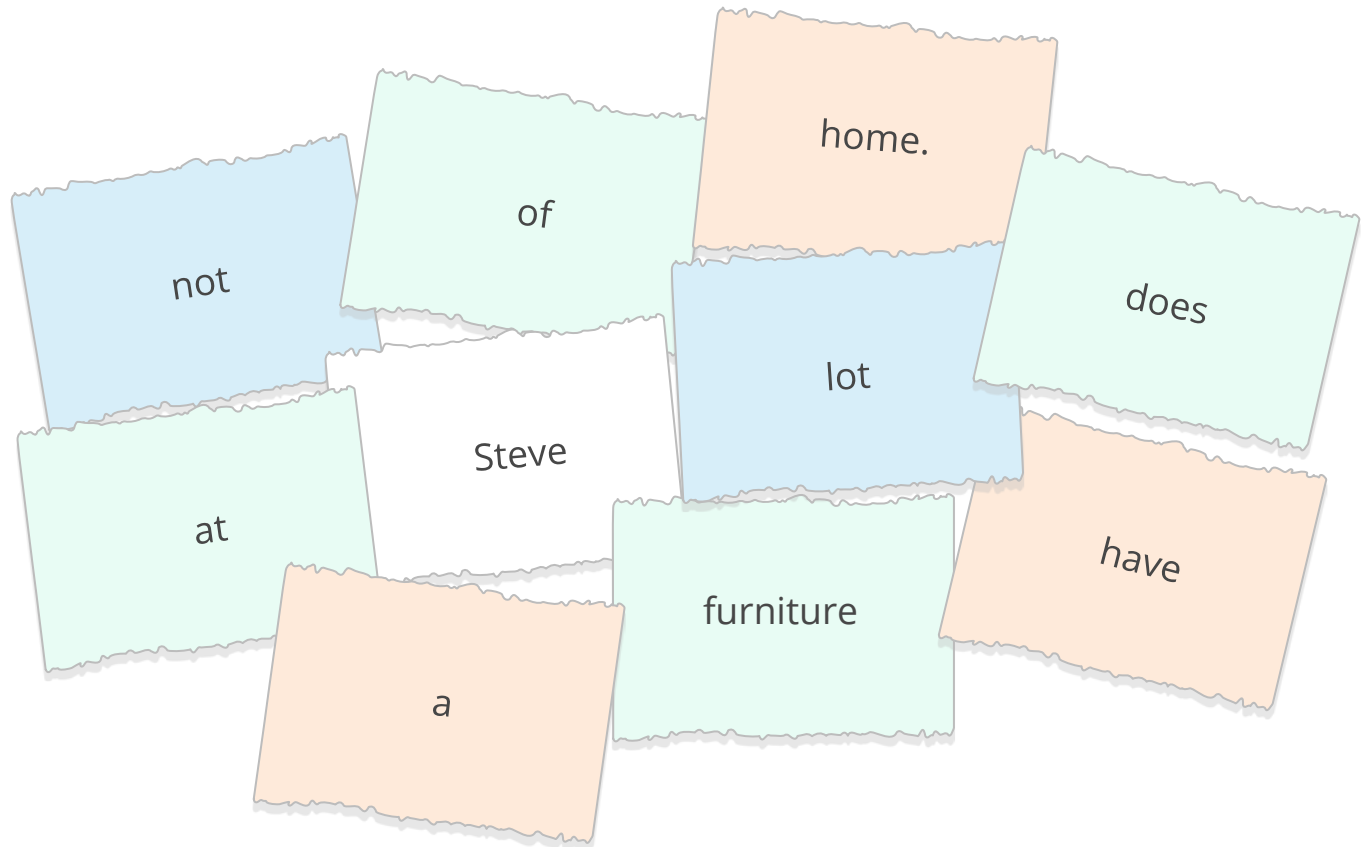 home.
of
not
does
lot
Steve
at
have
furniture
a